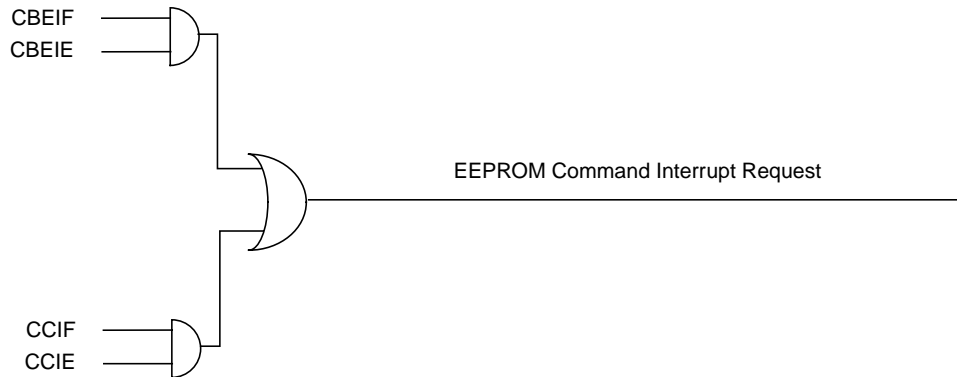 CBEIF
CBEIE
EEPROM Command Interrupt Request
CCIF
CCIE